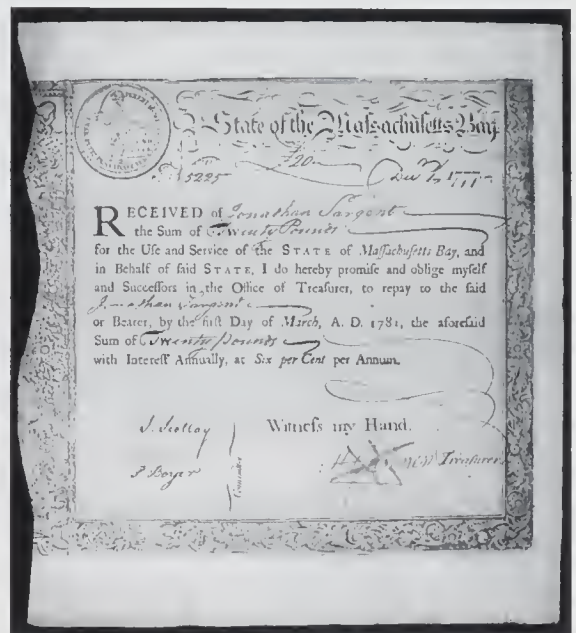 State of the Maſsachuſetts Bay
5225 £20 Dec 1777
RECEIVED of Jonathan Sargent
the Sum of Twenty Pounds
for the Uſe and Service of the STATE of Maſſachuſetts Bay, and
in Behalf of ſaid STATE, I do hereby promiſe and oblige myſelf
and Succeſſors in the Office of Treaſurer, to repay to the ſaid
Jonathan Sargent
or Bearer, by the firſt Day of March, A. D. 1781, the aforeſaid
Sum of Twenty Pounds
with Intereſt Annually, at Six per Cent per Annum.
Witneſs my Hand.
J. Scollay
P Boyer
Committee
Treaſurer